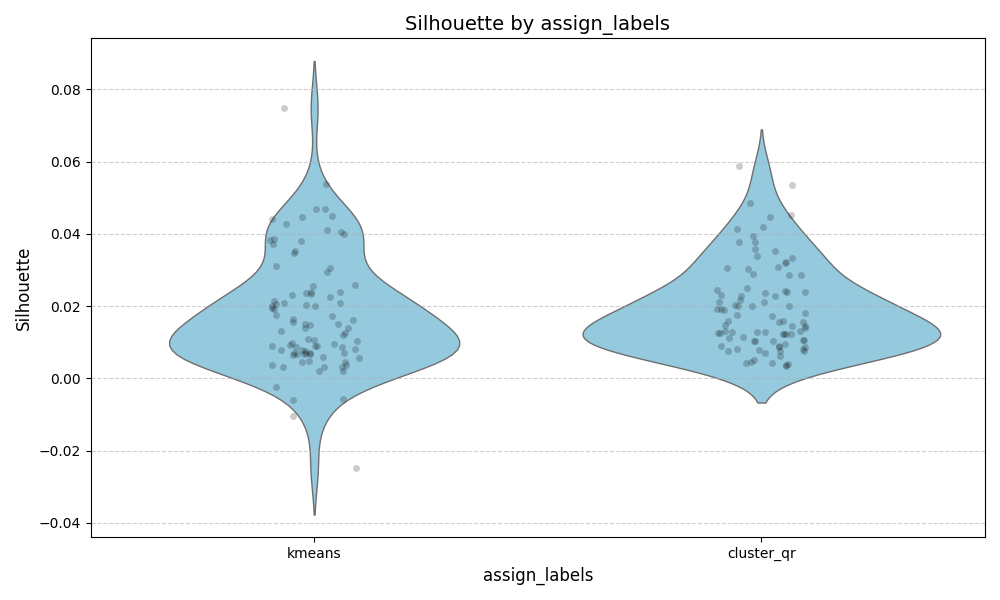 Silhouette by assign_labels
Silhouette
0.08
0.06
0.04
0.02
0.00
−0.02
−0.04
kmeans
cluster_qr
assign_labels